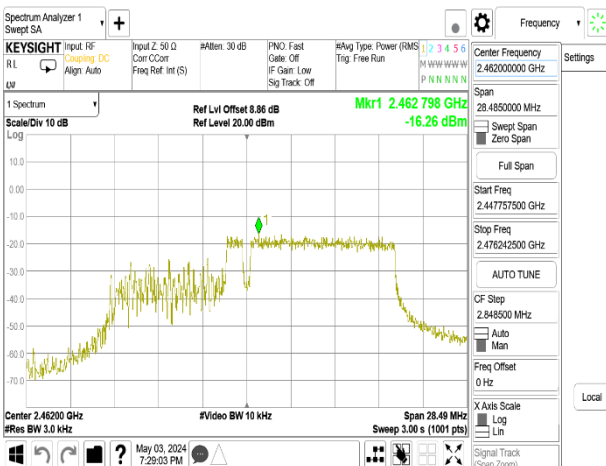 Spectrum Analyzer 1
Swept SA
+
Frequency
KEYSIGHT
RL
Input: RF
Coupling: DC
Align: Auto
Input Z: 50 Ω
Corr CCorr
Freq Ref: Int (S)
#Atten: 30 dB
PNO: Fast
Gate: Off
IF Gain: Low
Sig Track: Off
#Avg Type: Power (RMS)
Trig: Free Run
1 2 3 4 5 6
M W W W W W
P N N N N N
Center Frequency
2.462000000 GHz
Settings
1 Spectrum
Scale/Div 10 dB
Ref Lvl Offset 8.86 dB
Ref Level 20.00 dBm
Mkr1 2.462 798 GHz
-16.26 dBm
Span
28.4850000 MHz
Swept Span
Zero Span
Full Span
Start Freq
2.447757500 GHz
Stop Freq
2.476242500 GHz
AUTO TUNE
CF Step
2.848500 MHz
Auto
Man
Freq Offset
0 Hz
X Axis Scale
Log
Lin
Local
Signal Track
(Span Zoom)
Log
10.0
0.00
-10.0
-20.0
-30.0
-40.0
-50.0
-60.0
-70.0
1
Center 2.46200 GHz
#Res BW 3.0 kHz
#Video BW 10 kHz
Span 28.49 MHz
Sweep 3.00 s (1001 pts)
?
May 03, 2024
7:29:03 PM